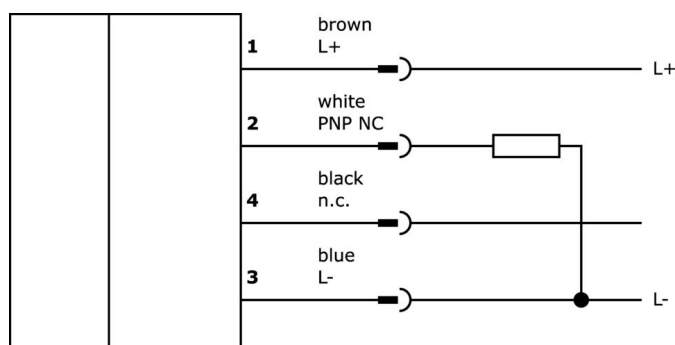 brown
1 L+
L+
white
2 PNP NC
black
4 n.c.
blue
3 L-
L-